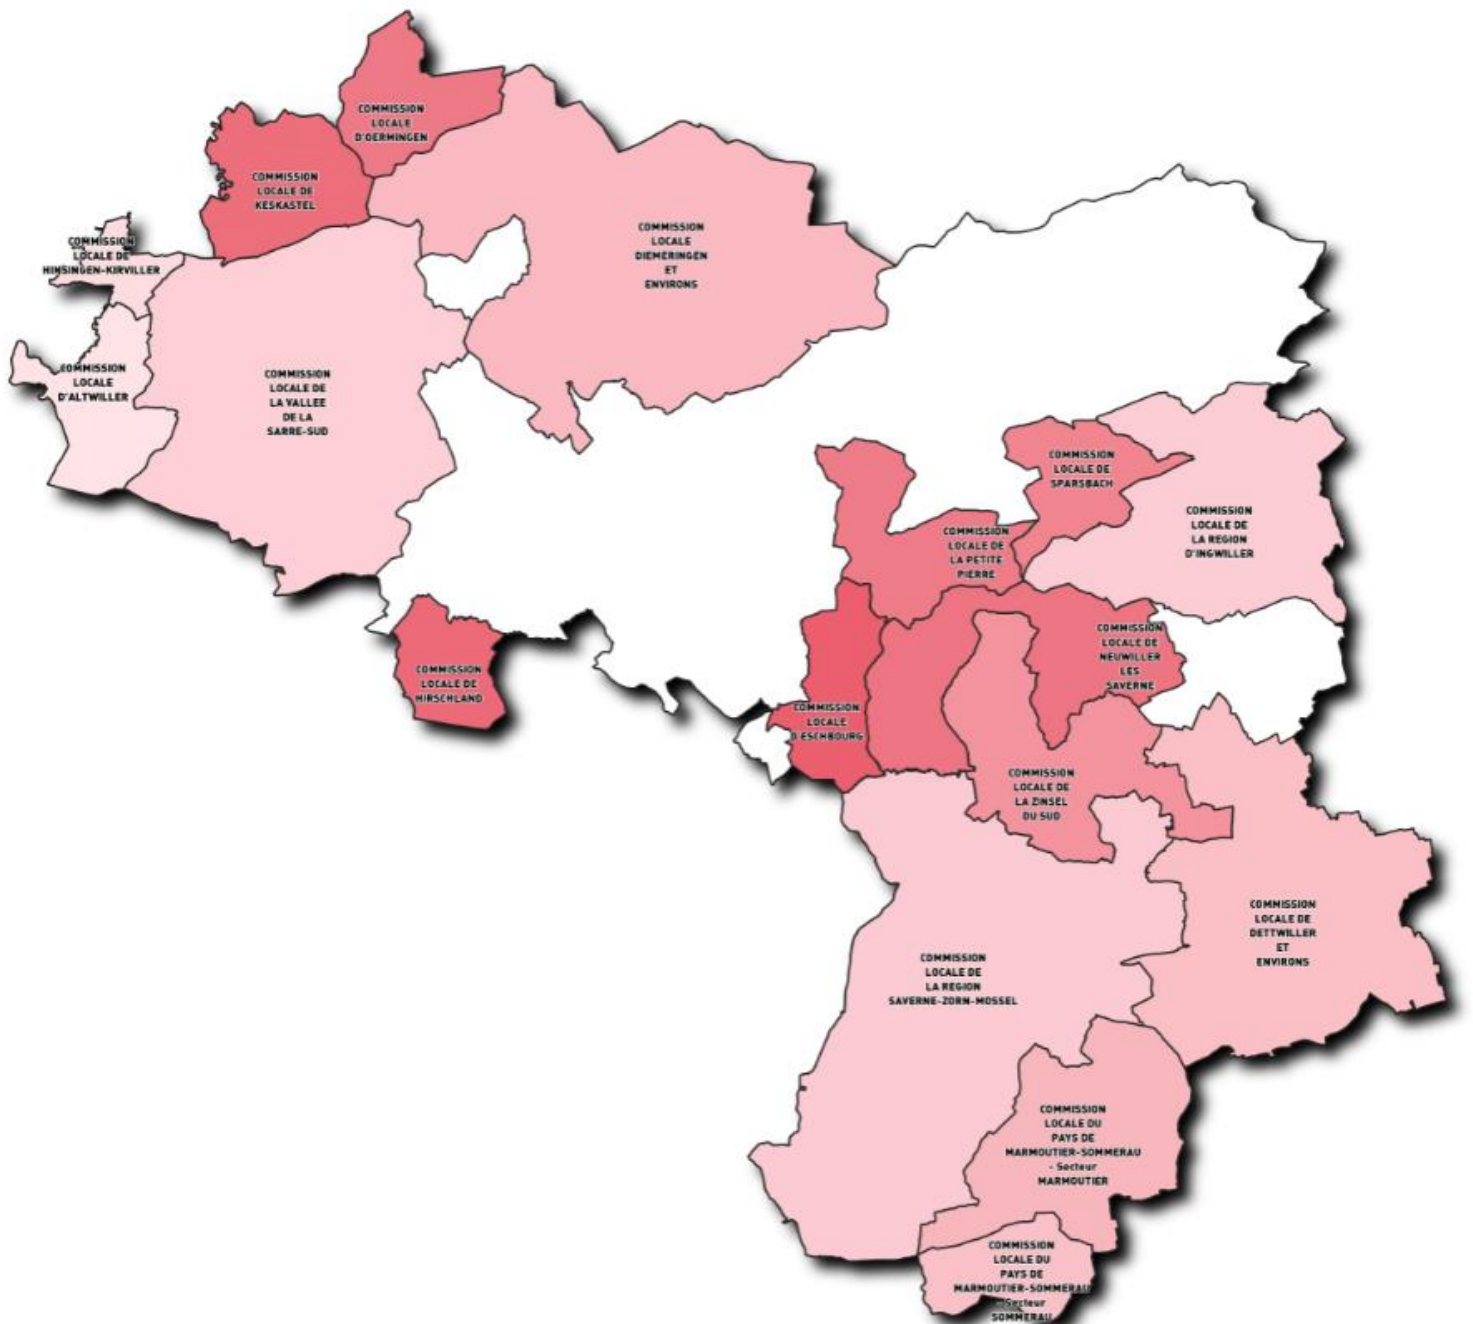 COMMISSION
LOCALE
D'OERMINGEN
COMMISSION
LOCALE DE
KESKASTEL
COMMISSION
LOCALE DE
HINSINGEN-KIRVILLER
COMMISSION
LOCALE
DIEMERINGEN
ET
ENVIRONS
COMMISSION
LOCALE
D'ALTWILLER
COMMISSION
LOCALE DE
LA VALLEE
DE LA
SARRE-SUD
COMMISSION
LOCALE DE
SPARSBACH
COMMISSION
LOCALE DE
LA REGION
D'INGWILLER
COMMISSION
LOCALE DE
LA PETITE
PIERRE
COMMISSION
LOCALE DE
NEUWILLER
LES
SAVERNE
COMMISSION
LOCALE DE
HIRSCHLAND
COMMISSION
LOCALE
D'ESCHBOURG
COMMISSION
LOCALE DE
LA ZINSEL
DU SUD
COMMISSION
LOCALE DE
DETTWILLER
ET
ENVIRONS
COMMISSION
LOCALE DE
LA REGION
SAVERNE-ZORN-MOSSEL
COMMISSION
LOCALE DU
PAYS DE
MARMOUTIER-SOMMERAU
- Secteur
MARMOUTIER
COMMISSION
LOCALE DU
PAYS DE
MARMOUTIER-SOMMERAU
- Secteur
SOMMERAU